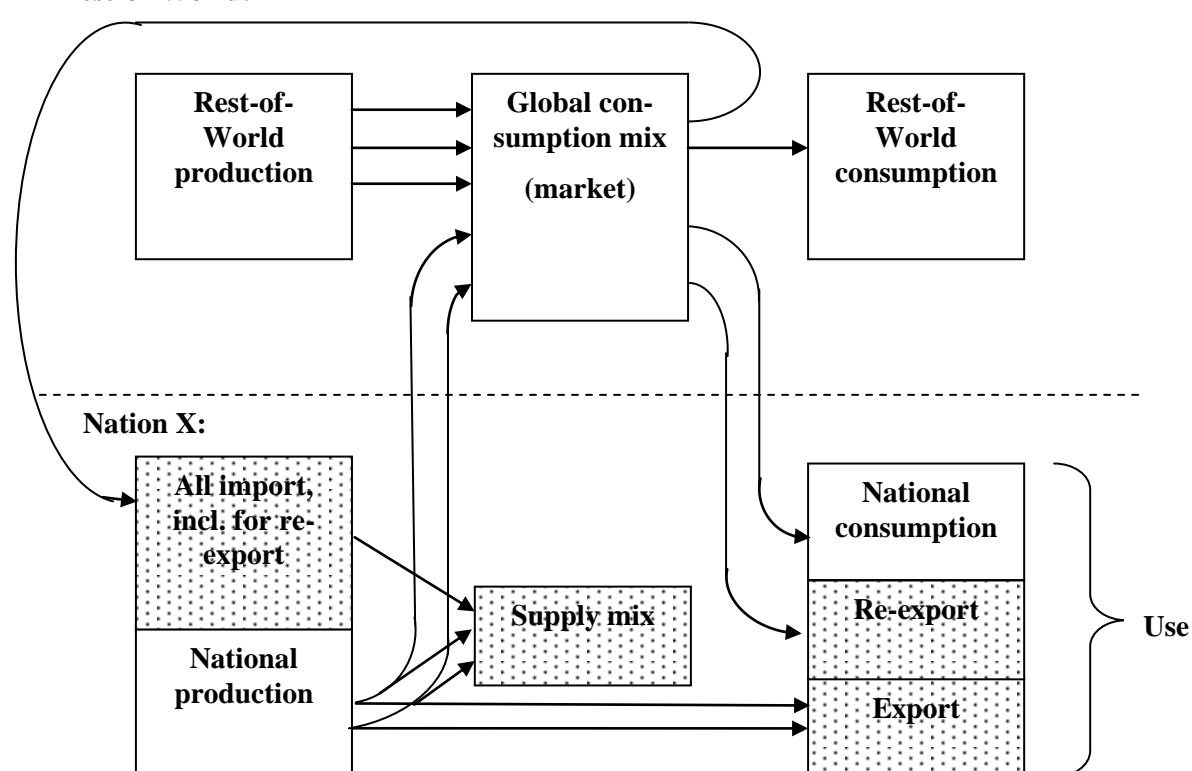 Rest-of-
World
production
Global con-
sumption mix
(market)
Rest-of-
World
consumption
Nation X:
All import,
incl. for re-
export
National
production
Supply mix
National
consumption
Re-export
Export
Use